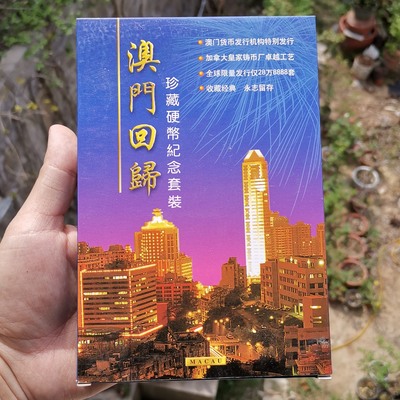 澳門回歸
珍藏硬幣紀念套裝
• 澳门货币发行机构特别发行
• 加拿大皇家铸币厂卓越工艺
• 全球限量发行仅28万8888套
• 收藏经典 永志留存
MACAU